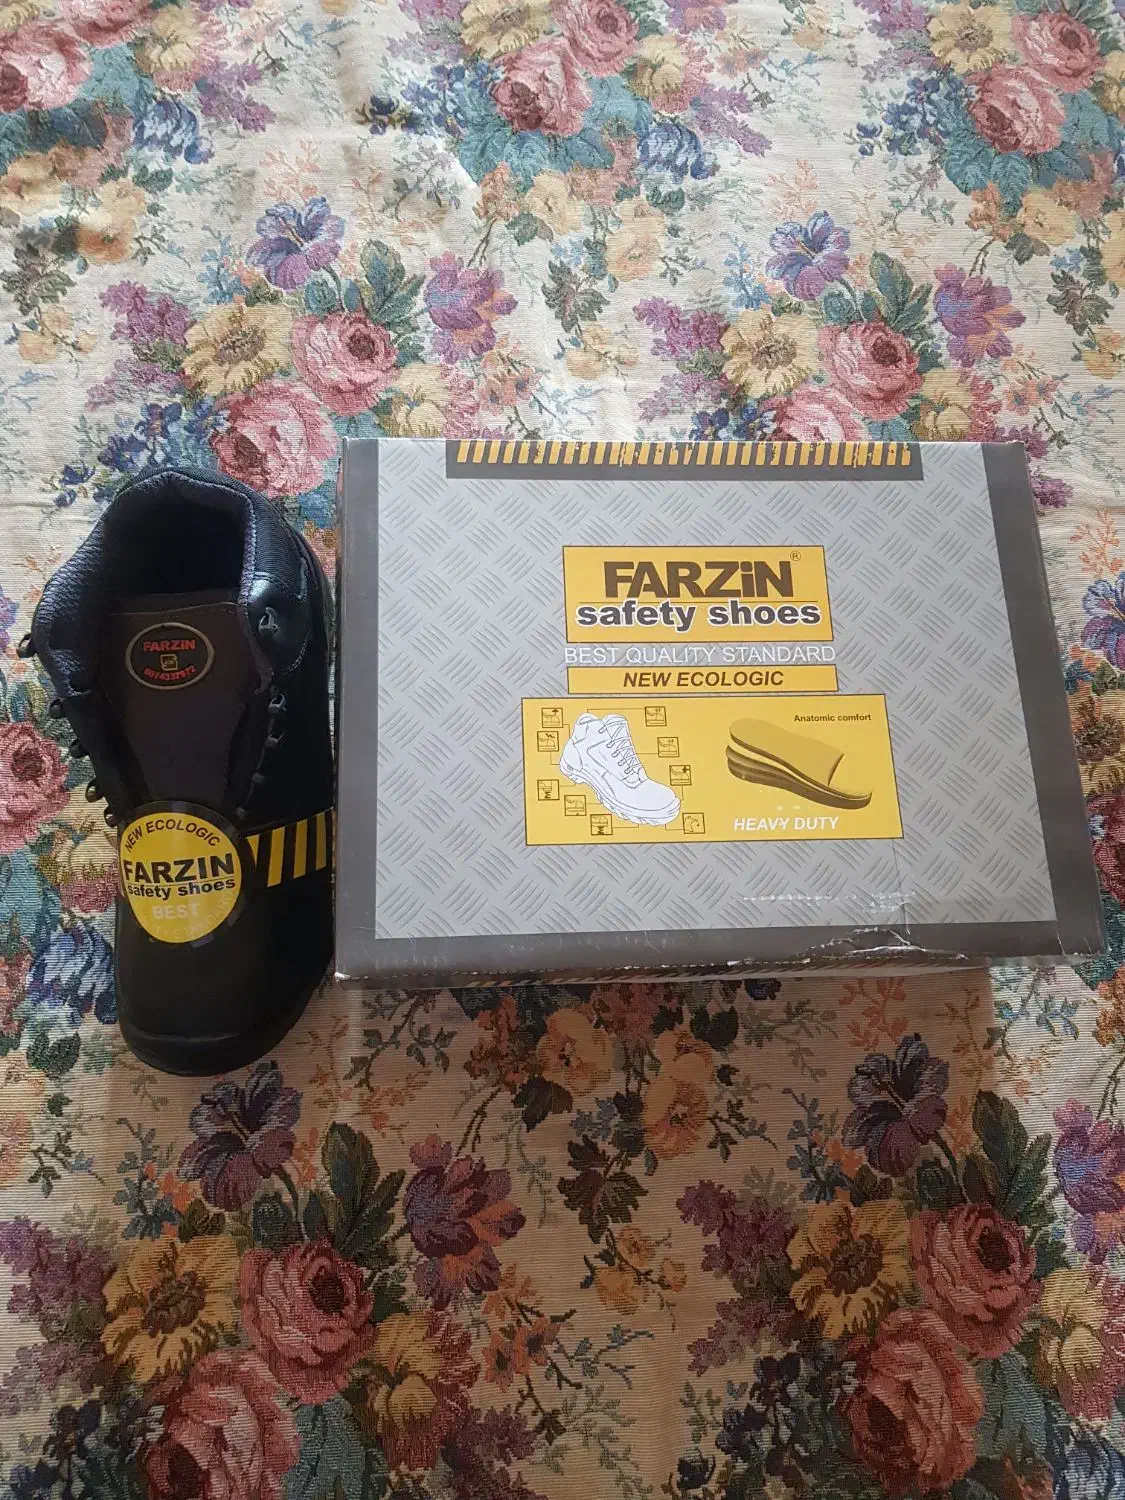 FARZiN
6074337972
NEW ECOLOGIC
FARZIN
safety shoes
BEST
FARZiN®
safety shoes
BEST QUALITY STANDARD
NEW ECOLOGIC
Anatomic comfort
HEAVY DUTY